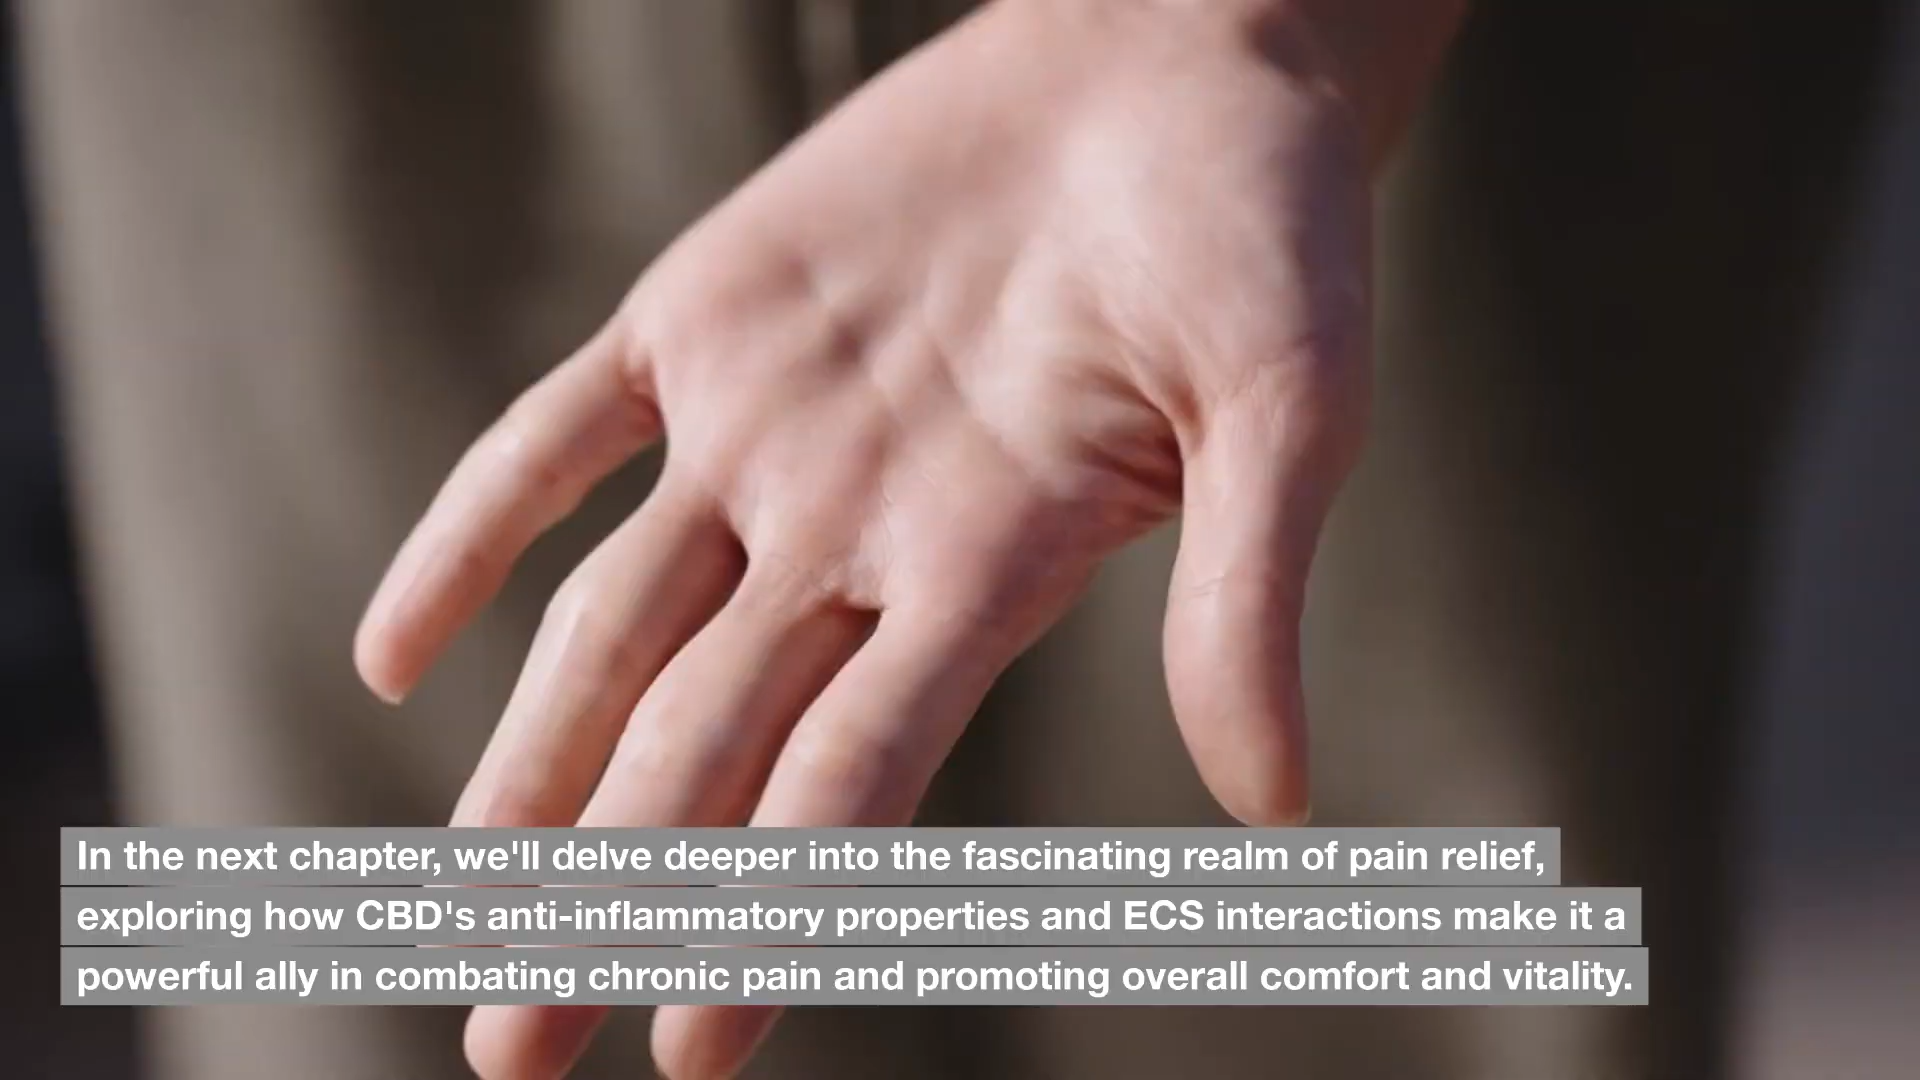 In the next chapter, we'll delve deeper into the fascinating realm of pain relief,
exploring how CBD's anti-inflammatory properties and ECS interactions make it a
powerful ally in combating chronic pain and promoting overall comfort and vitality.